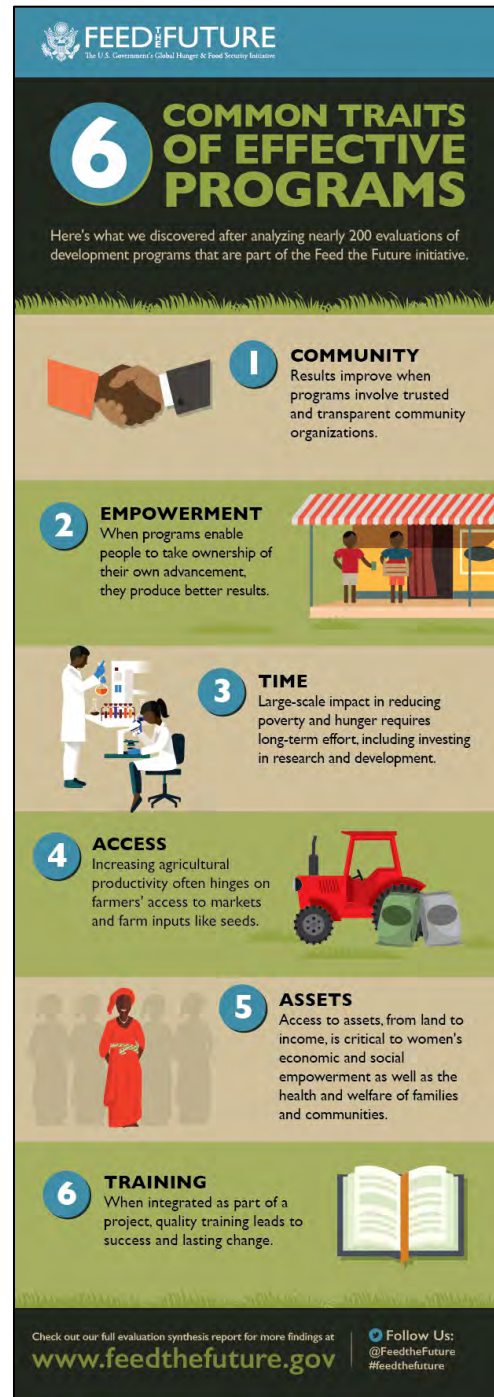 FEED THE FUTURE
The U.S. Government's Global Hunger & Food Security Initiative
6
COMMON TRAITS
OF EFFECTIVE
PROGRAMS
Here's what we discovered after analyzing nearly 200 evaluations of
development programs that are part of the Feed the Future initiative.
1
COMMUNITY
Results improve when
programs involve trusted
and transparent community
organizations.
2
EMPOWERMENT
When programs enable
people to take ownership of
their own advancement,
they produce better results.
3
TIME
Large-scale impact in reducing
poverty and hunger requires
long-term effort, including investing
in research and development.
4
ACCESS
Increasing agricultural
productivity often hinges on
farmers' access to markets
and farm inputs like seeds.
5
ASSETS
Access to assets, from land to
income, is critical to women's
economic and social
empowerment as well as the
health and welfare of families
and communities.
6
TRAINING
When integrated as part of a
project, quality training leads to
success and lasting change.
Check out our full evaluation synthesis report for more findings at
www.feedthefuture.gov
Follow Us:
@FeedtheFuture
#feedthefuture